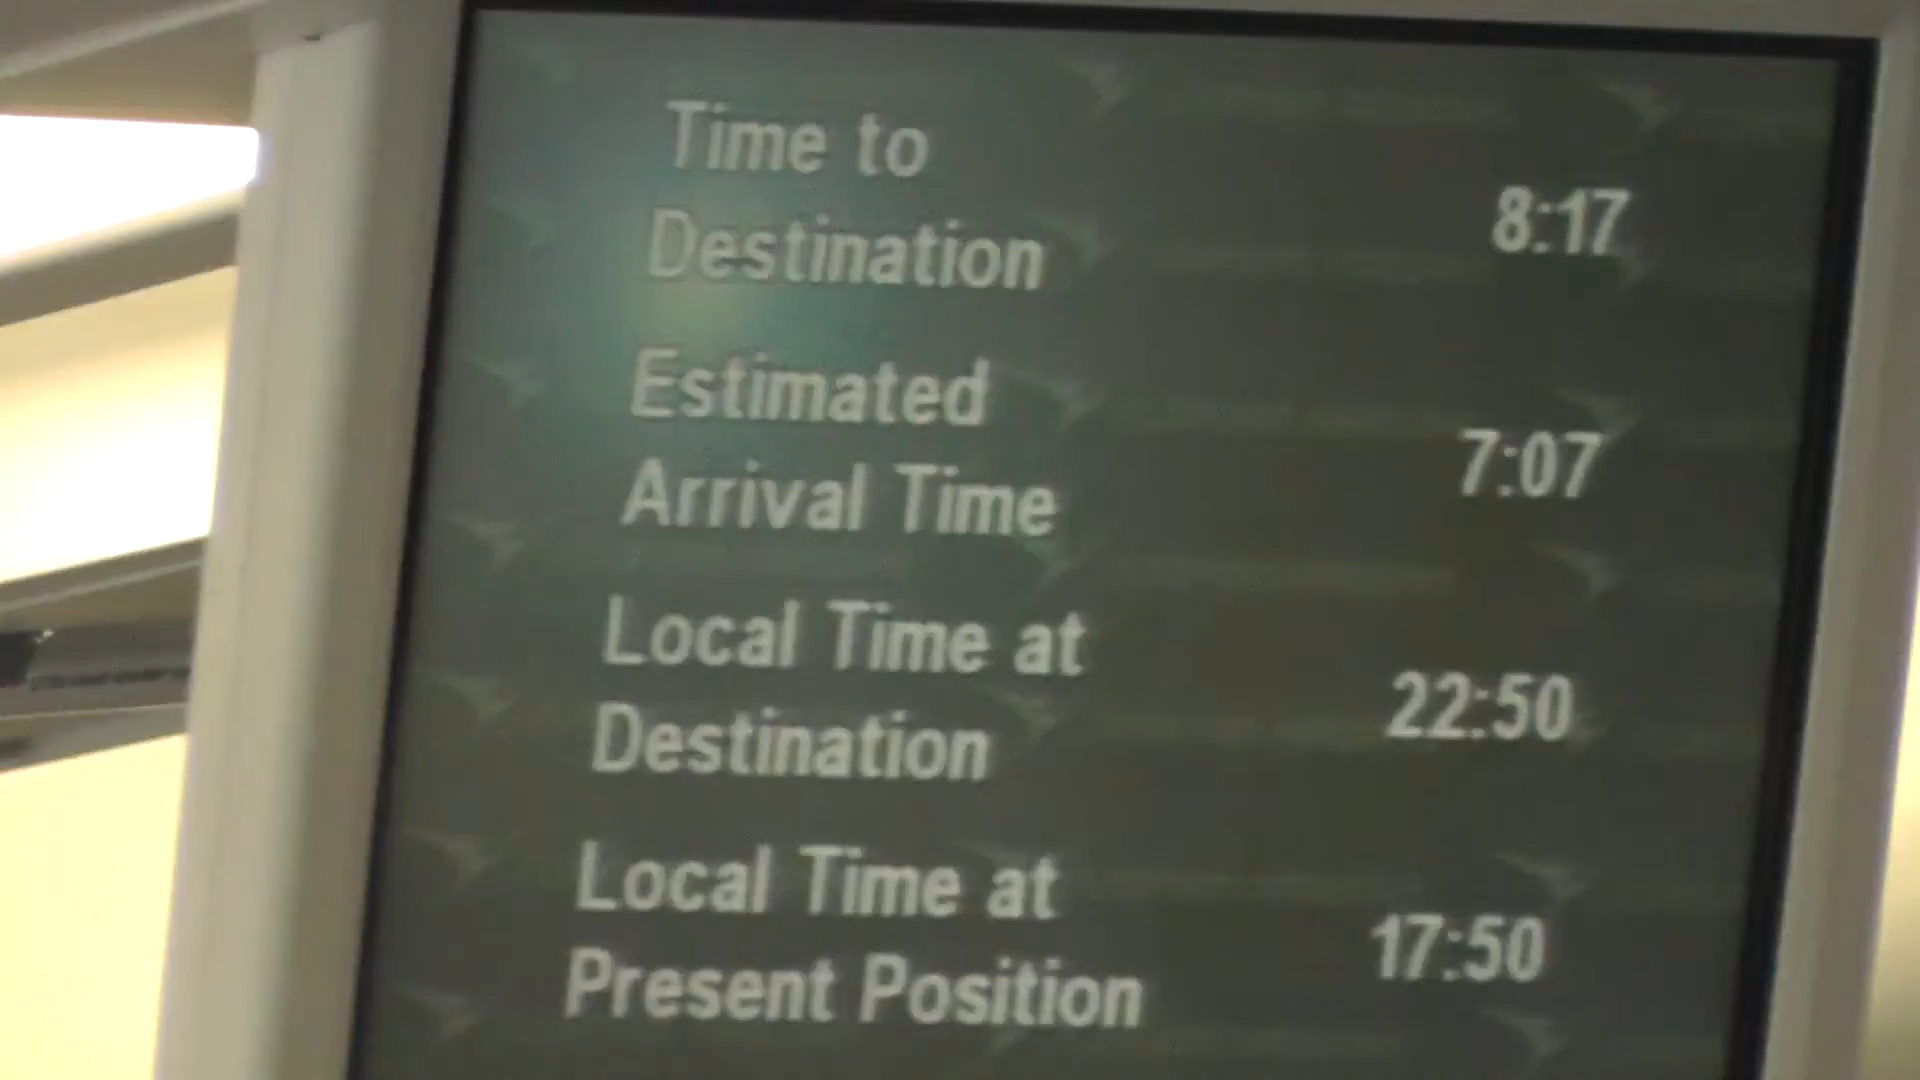 Time to
Destination
8:17
Estimated
Arrival Time
7:07
Local Time at
Destination
22:50
Local Time at
Present Position
17:50